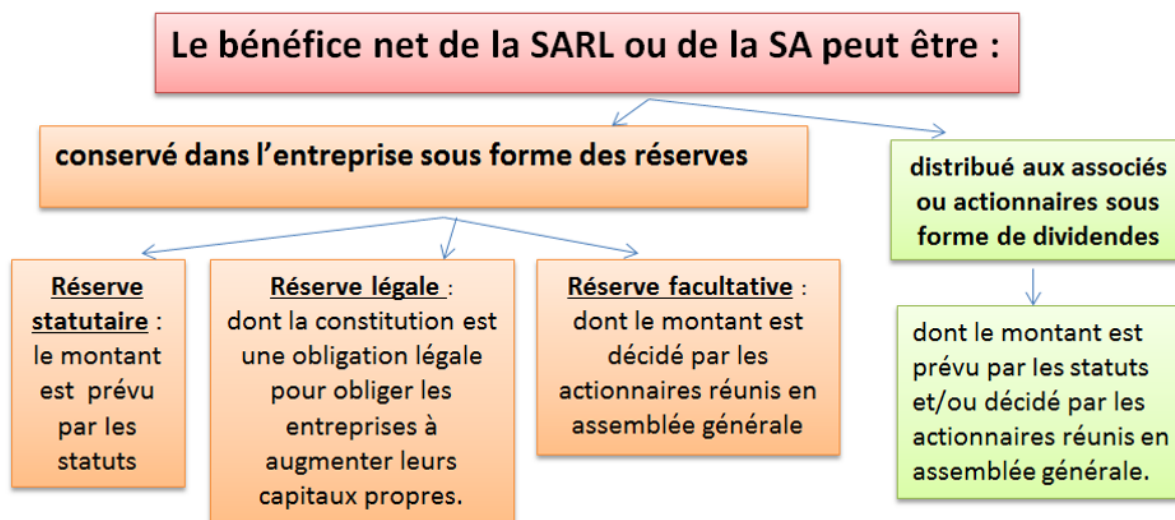 Le bénéfice net de la SARL ou de la SA peut être :
conservé dans l'entreprise sous forme des réserves
distribué aux associés
ou actionnaires sous
forme de dividendes
Réserve
statutaire :
le montant
est prévu
par les
statuts
Réserve légale :
dont la constitution est
une obligation légale
pour obliger les
entreprises à
augmenter leurs
capitaux propres.
Réserve facultative :
dont le montant est
décidé par les
actionnaires réunis en
assemblée générale
dont le montant est
prévu par les statuts
et/ou décidé par les
actionnaires réunis en
assemblée générale.